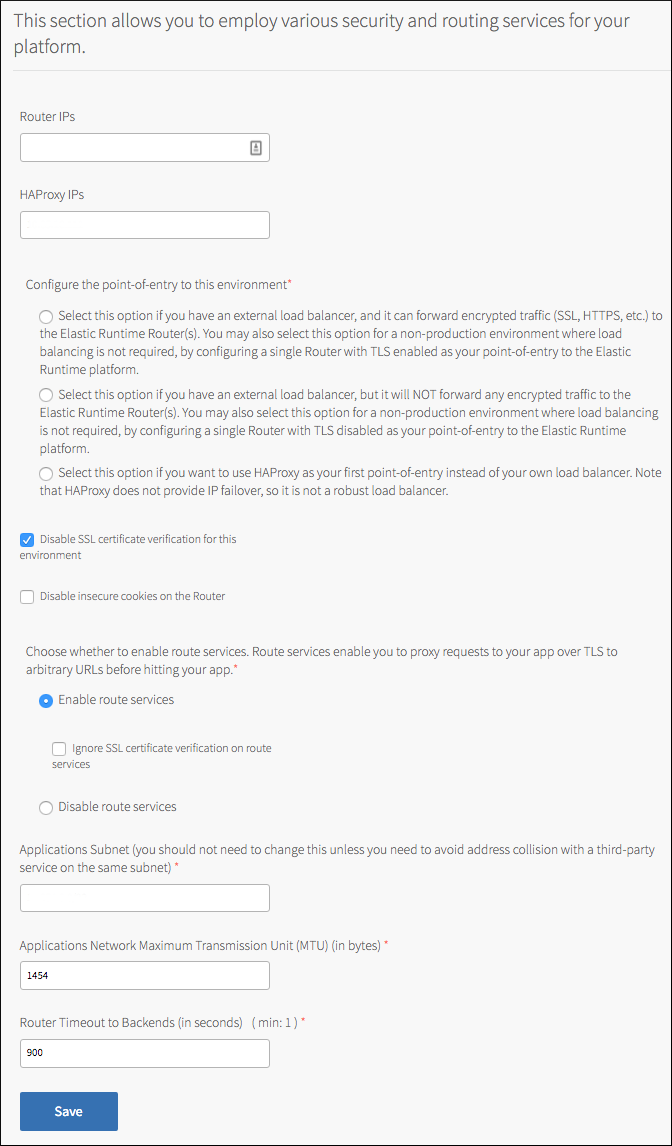 This section allows you to employ various security and routing services for your
platform.
Router IPs
HAProxy IPs
Configure the point-of-entry to this environment*
Select this option if you have an external load balancer, and it can forward encrypted traffic (SSL, HTTPS, etc.) to
the Elastic Runtime Router(s). You may also select this option for a non-production environment where load
balancing is not required, by configuring a single Router with TLS enabled as your point-of-entry to the Elastic
Runtime platform.
Select this option if you have an external load balancer, but it will NOT forward any encrypted traffic to the
Elastic Runtime Router(s). You may also select this option for a non-production environment where load balancing
is not required, by configuring a single Router with TLS disabled as your point-of-entry to the Elastic Runtime
platform.
Select this option if you want to use HAProxy as your first point-of-entry instead of your own load balancer. Note
that HAProxy does not provide IP failover, so it is not a robust load balancer.
Disable SSL certificate verification for this
environment
Disable insecure cookies on the Router
Choose whether to enable route services. Route services enable you to proxy requests to your app over TLS to
arbitrary URLs before hitting your app.*
Enable route services
Ignore SSL certificate verification on route
services
Disable route services
Applications Subnet (you should not need to change this unless you need to avoid address collision with a third-party
service on the same subnet) *
Applications Network Maximum Transmission Unit (MTU) (in bytes) *
1454
Router Timeout to Backends (in seconds) ( min: 1 ) *
900
Save